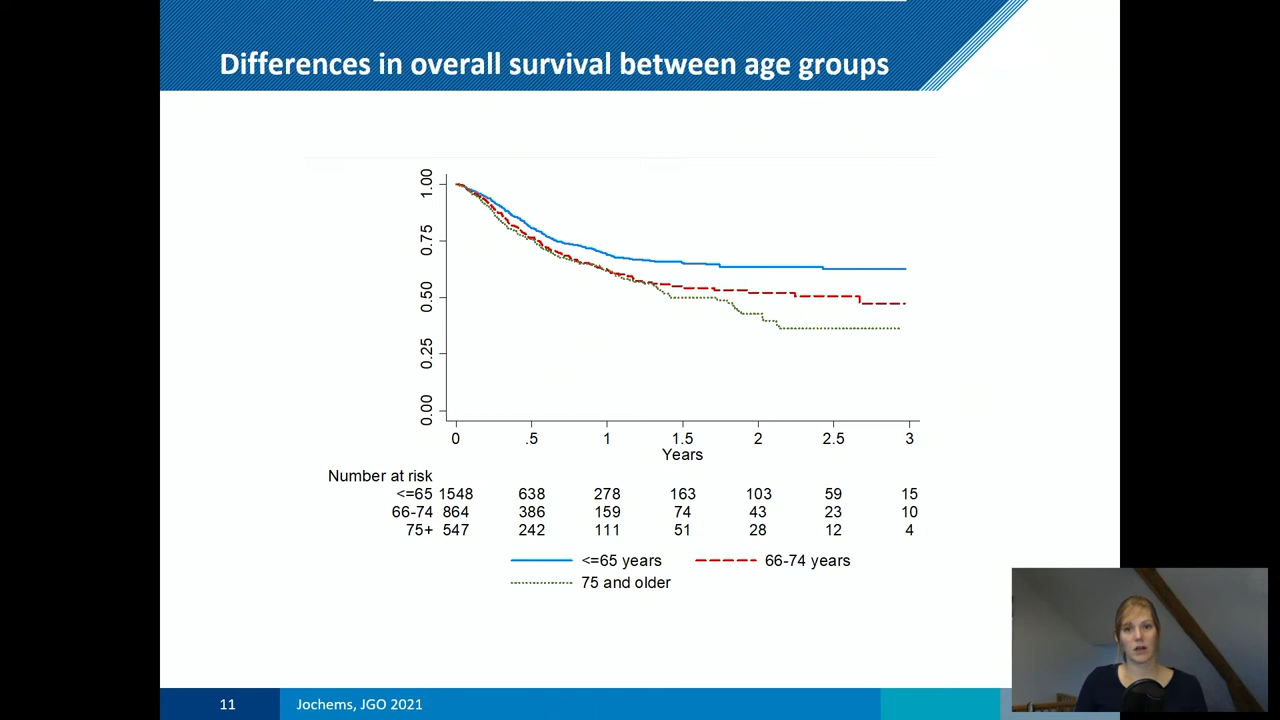 Differences in overall survival between age groups
1.00
0.75
0.50
0.25
0.00
0 .5 1 1.5 2 2.5 3
Years
Number at risk
<=65 1548 638 278 163 103 59 15
66-74 864 386 159 74 43 23 10
75+ 547 242 111 51 28 12 4
<=65 years 66-74 years
75 and older
11 Jochems, JGO 2021